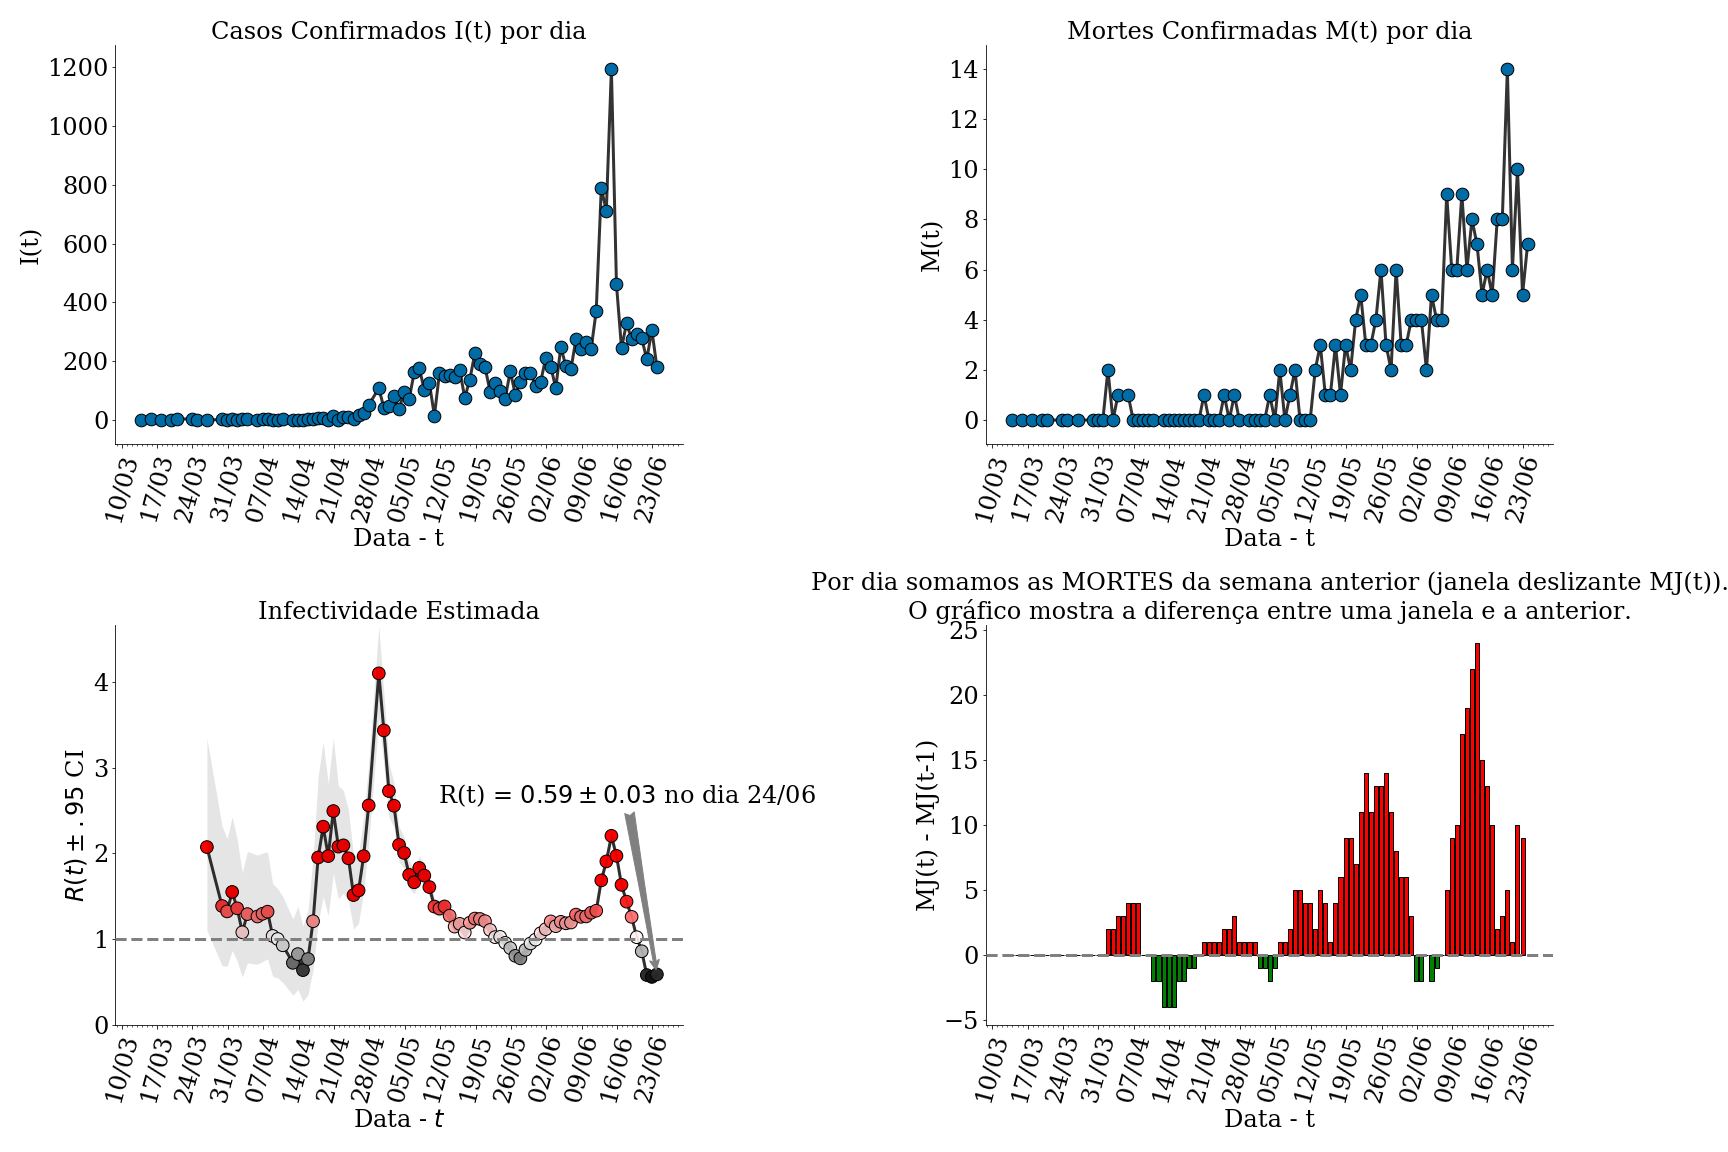 Casos Confirmados I(t) por dia
I(t)
1200
1000
800
600
400
200
0
10/03 17/03 24/03 31/03 07/04 14/04 21/04 28/04 05/05 12/05 19/05 26/05 02/06 09/06 16/06 23/06
Data - t
Mortes Confirmadas M(t) por dia
M(t)
14
12
10
8
6
4
2
0
10/03 17/03 24/03 31/03 07/04 14/04 21/04 28/04 05/05 12/05 19/05 26/05 02/06 09/06 16/06 23/06
Data - t
Infectividade Estimada
R(t) ± .95 CI
4
3
2
1
0
R(t) = 0.59 ± 0.03 no dia 24/06
10/03 17/03 24/03 31/03 07/04 14/04 21/04 28/04 05/05 12/05 19/05 26/05 02/06 09/06 16/06 23/06
Data - t
Por dia somamos as MORTES da semana anterior (janela deslizante MJ(t)).
O gráfico mostra a diferença entre uma janela e a anterior.
MJ(t) - MJ(t-1)
25
20
15
10
5
0
−5
10/03 17/03 24/03 31/03 07/04 14/04 21/04 28/04 05/05 12/05 19/05 26/05 02/06 09/06 16/06 23/06
Data - t